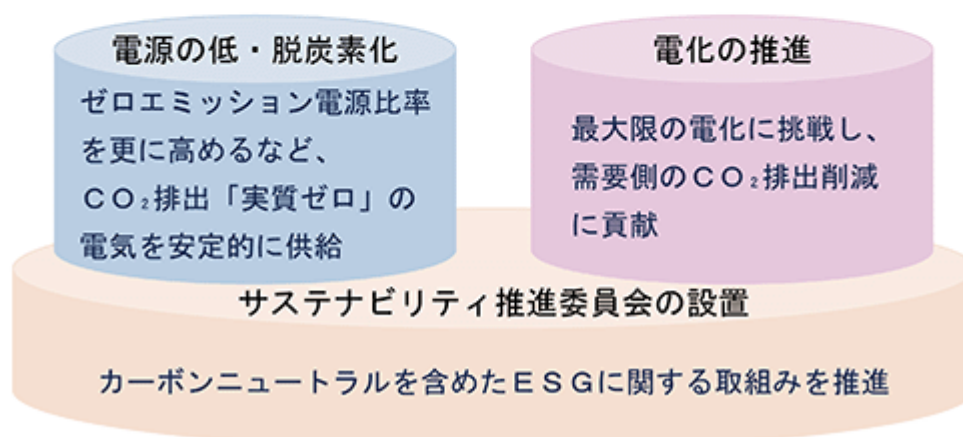 電源の低・脱炭素化
ゼロエミッション電源比率
を更に高めるなど、
ＣＯ₂排出「実質ゼロ」の
電気を安定的に供給
電化の推進
最大限の電化に挑戦し、
需要側のＣＯ₂排出削減
に貢献
サステナビリティ推進委員会の設置
カーボンニュートラルを含めたＥＳＧに関する取組みを推進